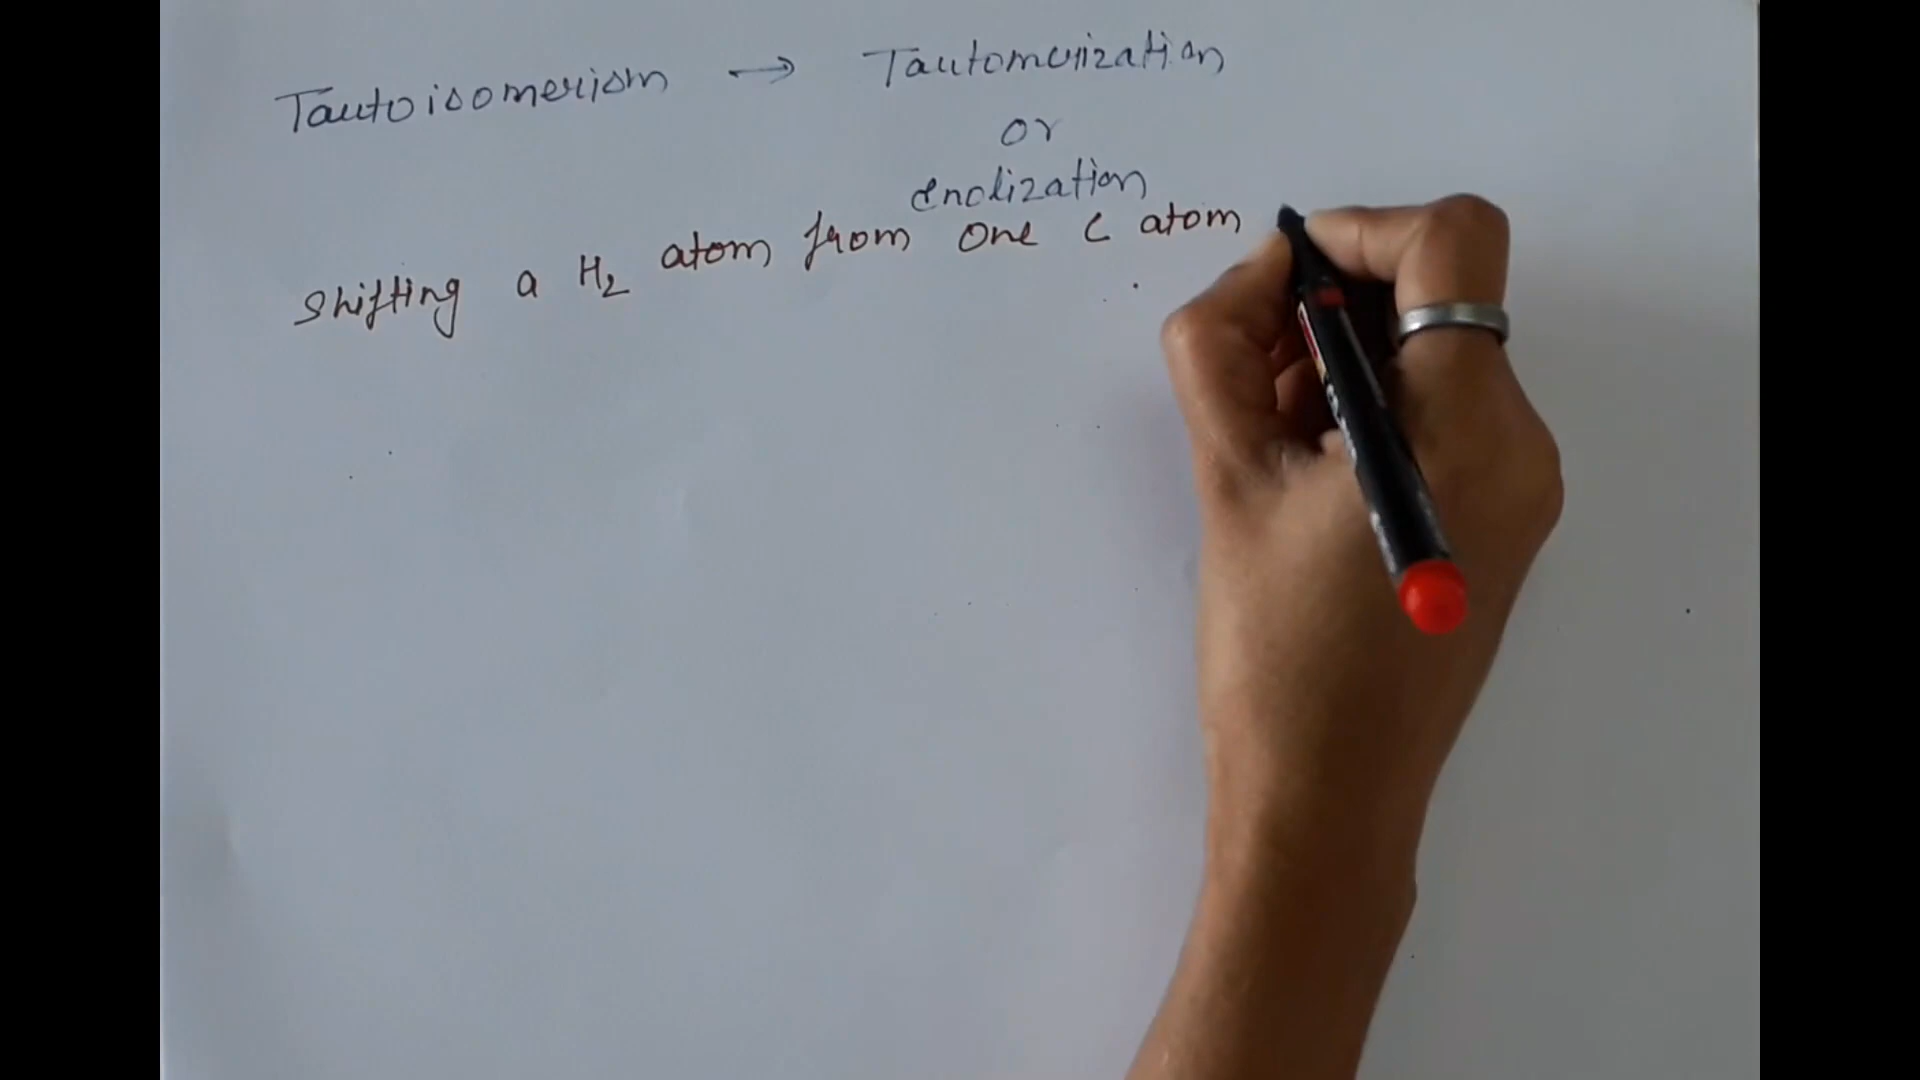 Tautoisomerism → Tautomerization
or
enolization
shifting a H2 atom from one C atom